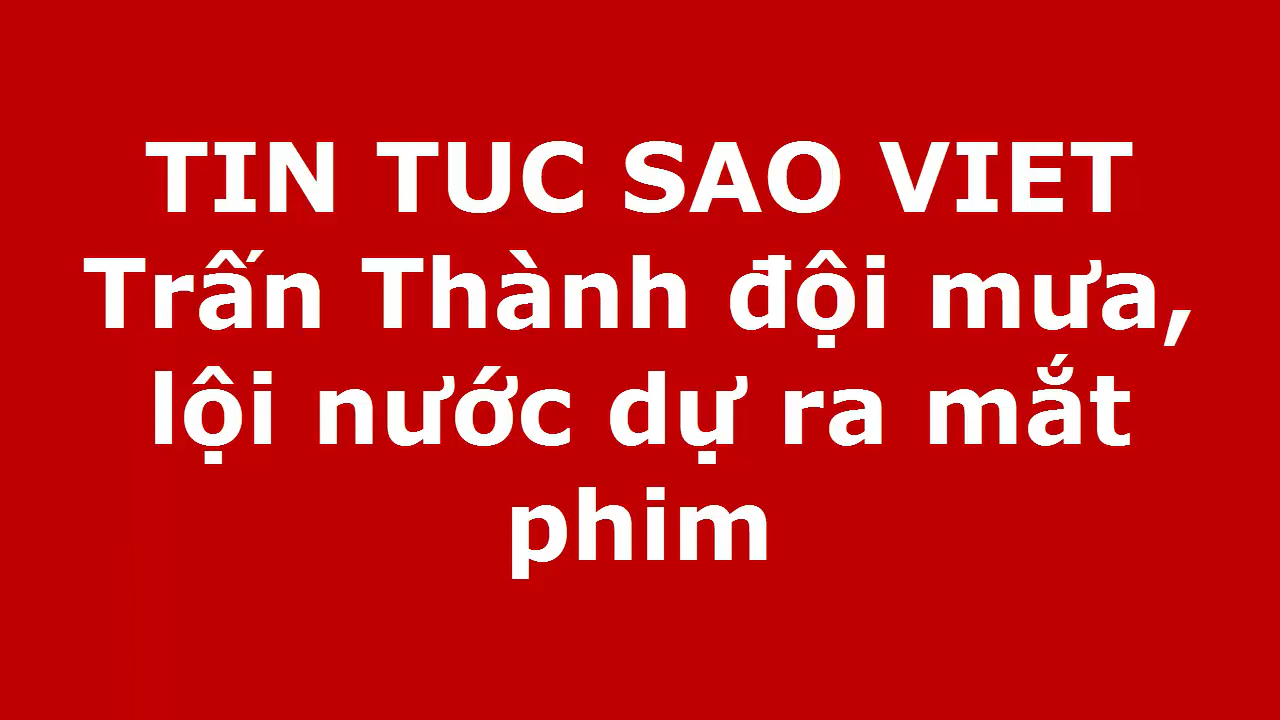 TIN TUC SAO VIET
Trấn Thành đội mưa,
lội nước dự ra mắt
phim